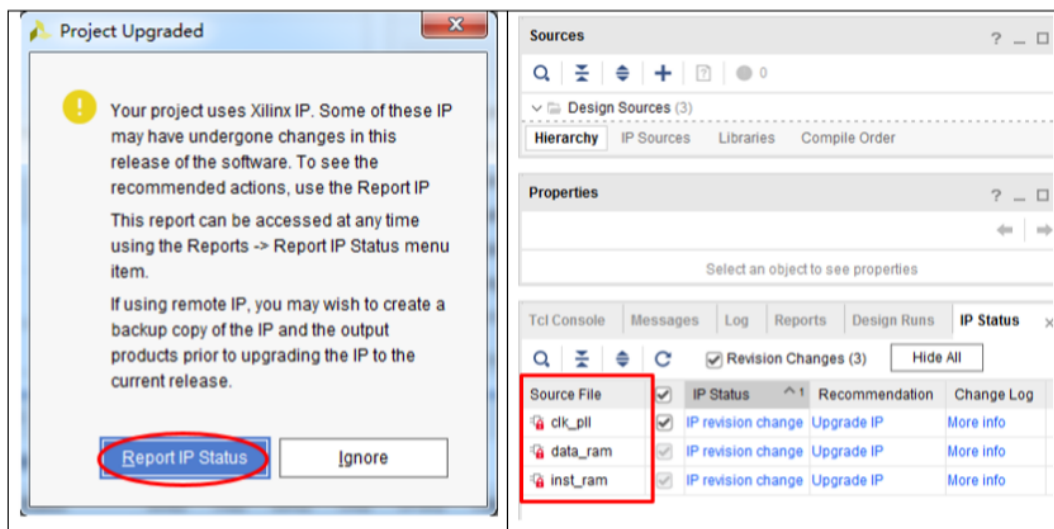 Project Upgraded
Your project uses Xilinx IP. Some of these IP
may have undergone changes in this
release of the software. To see the
recommended actions, use the Report IP
This report can be accessed at any time
using the Reports -> Report IP Status menu
item.
If using remote IP, you may wish to create a
backup copy of the IP and the output
products prior to upgrading the IP to the
current release.
Report IP Status
Ignore
Sources
0
Design Sources (3)
Hierarchy IP Sources Libraries Compile Order
Properties
Select an object to see properties
Tcl Console Messages Log Reports Design Runs IP Status
Revision Changes (3) Hide All
Source File IP Status 1 Recommendation Change Log
clk_pll IP revision change Upgrade IP More info
data_ram IP revision change Upgrade IP More info
inst_ram IP revision change Upgrade IP More info